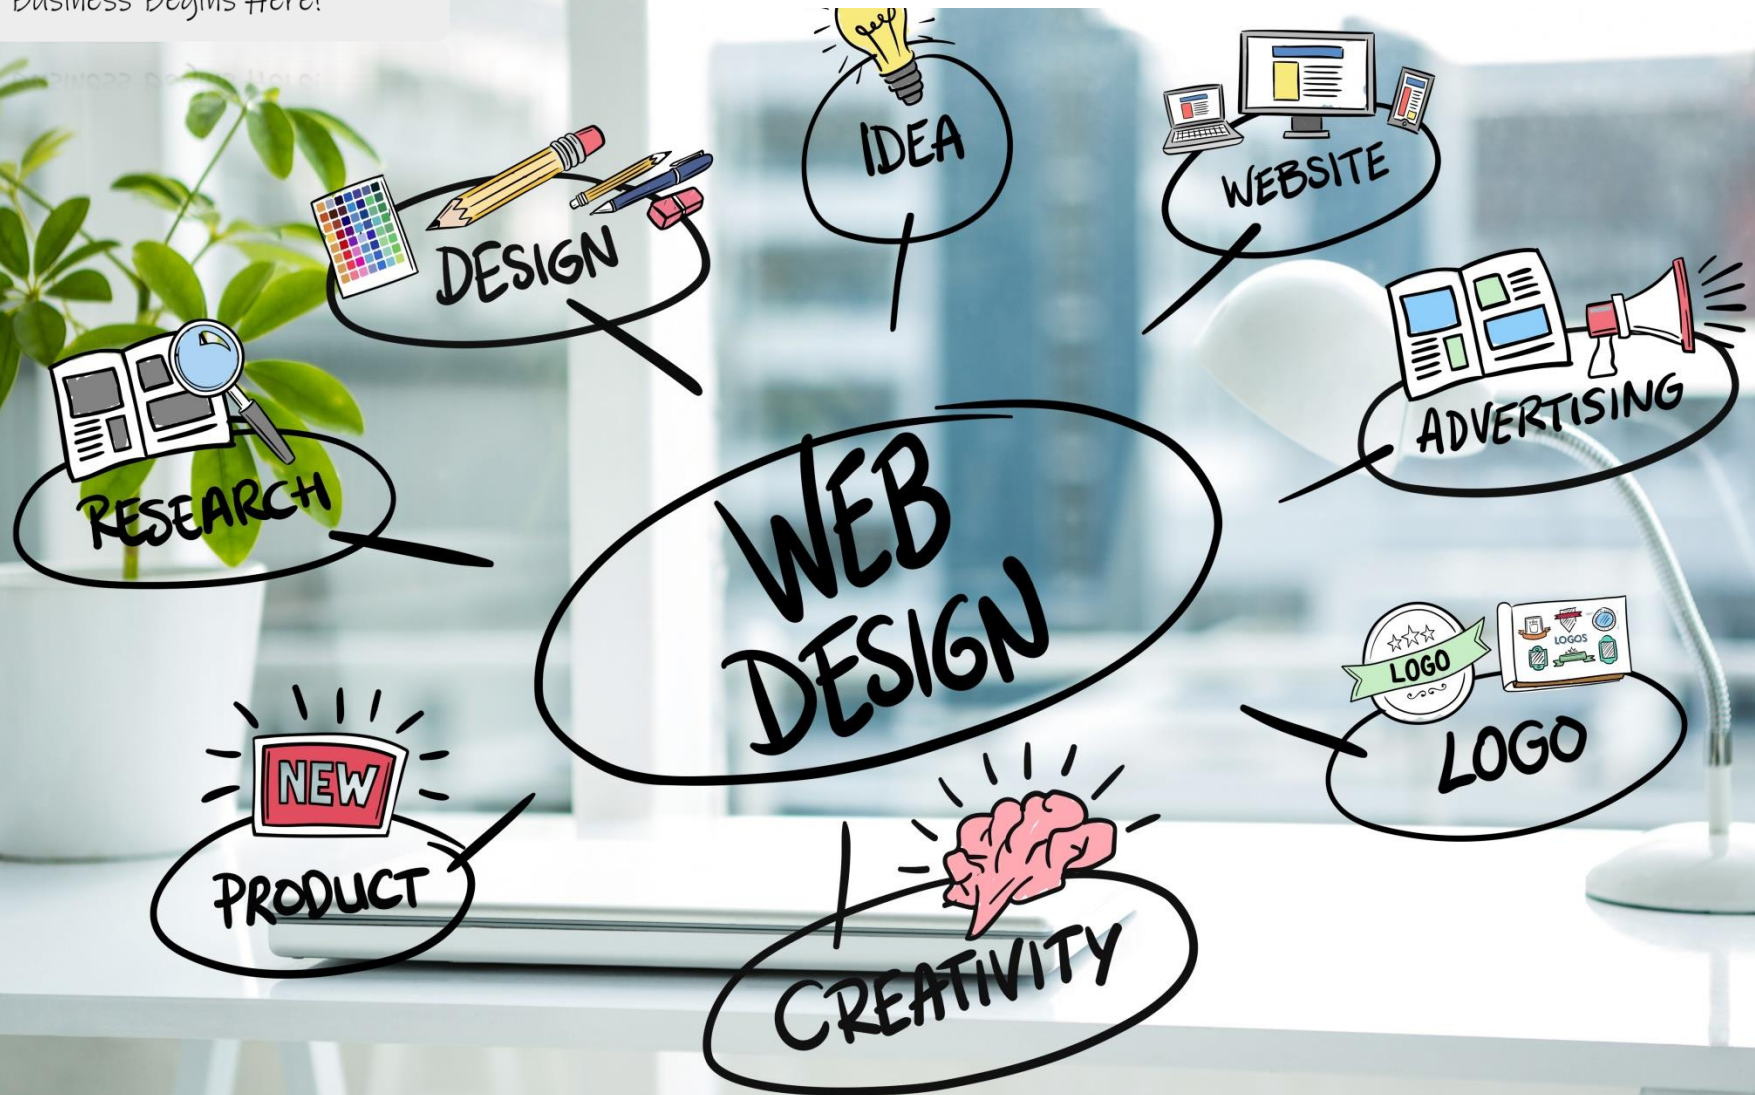 Business Begins Here!
IDEA
WEBSITE
DESIGN
ADVERTISING
RESEARCH
WEB
DESIGN
LOGO
LOGOS
LOGO
NEW
PRODUCT
CREATIVITY